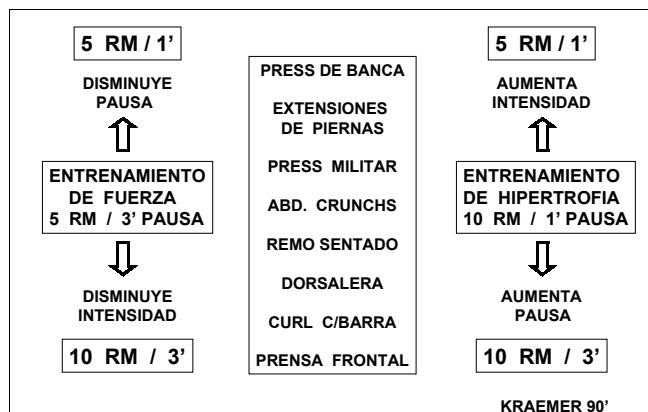 5 RM / 1'
DISMINUYE
PAUSA
ENTRENAMIENTO
DE FUERZA
5 RM / 3' PAUSA
DISMINUYE
INTENSIDAD
10 RM / 3'
PRESS DE BANCA
EXTENSIONES
DE PIERNAS
PRESS MILITAR
ABD. CRUNCHS
REMO SENTADO
DORSALERA
CURL C/BARRA
PRENSA FRONTAL
5 RM / 1'
AUMENTA
INTENSIDAD
ENTRENAMIENTO
DE HIPERTROFIA
10 RM / 1' PAUSA
AUMENTA
PAUSA
10 RM / 3'
KRAEMER 90'